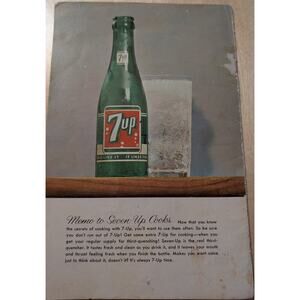 7up
7up
Memo to Seven-Up Cooks. Now that you know
the secrets of cooking with 7-Up, you'll want to use them often. So be sure
you don't run out of 7-Up! Get some extra 7-Up for cooking—when you
get your regular supply for thirst-quenching! Seven-Up is the real thirst-
quencher. It tastes fresh and clean as you drink it, and it leaves your mouth
and throat feeling fresh when you finish the bottle. Makes you want some
just to think about it, doesn't it? It's always 7-Up time.